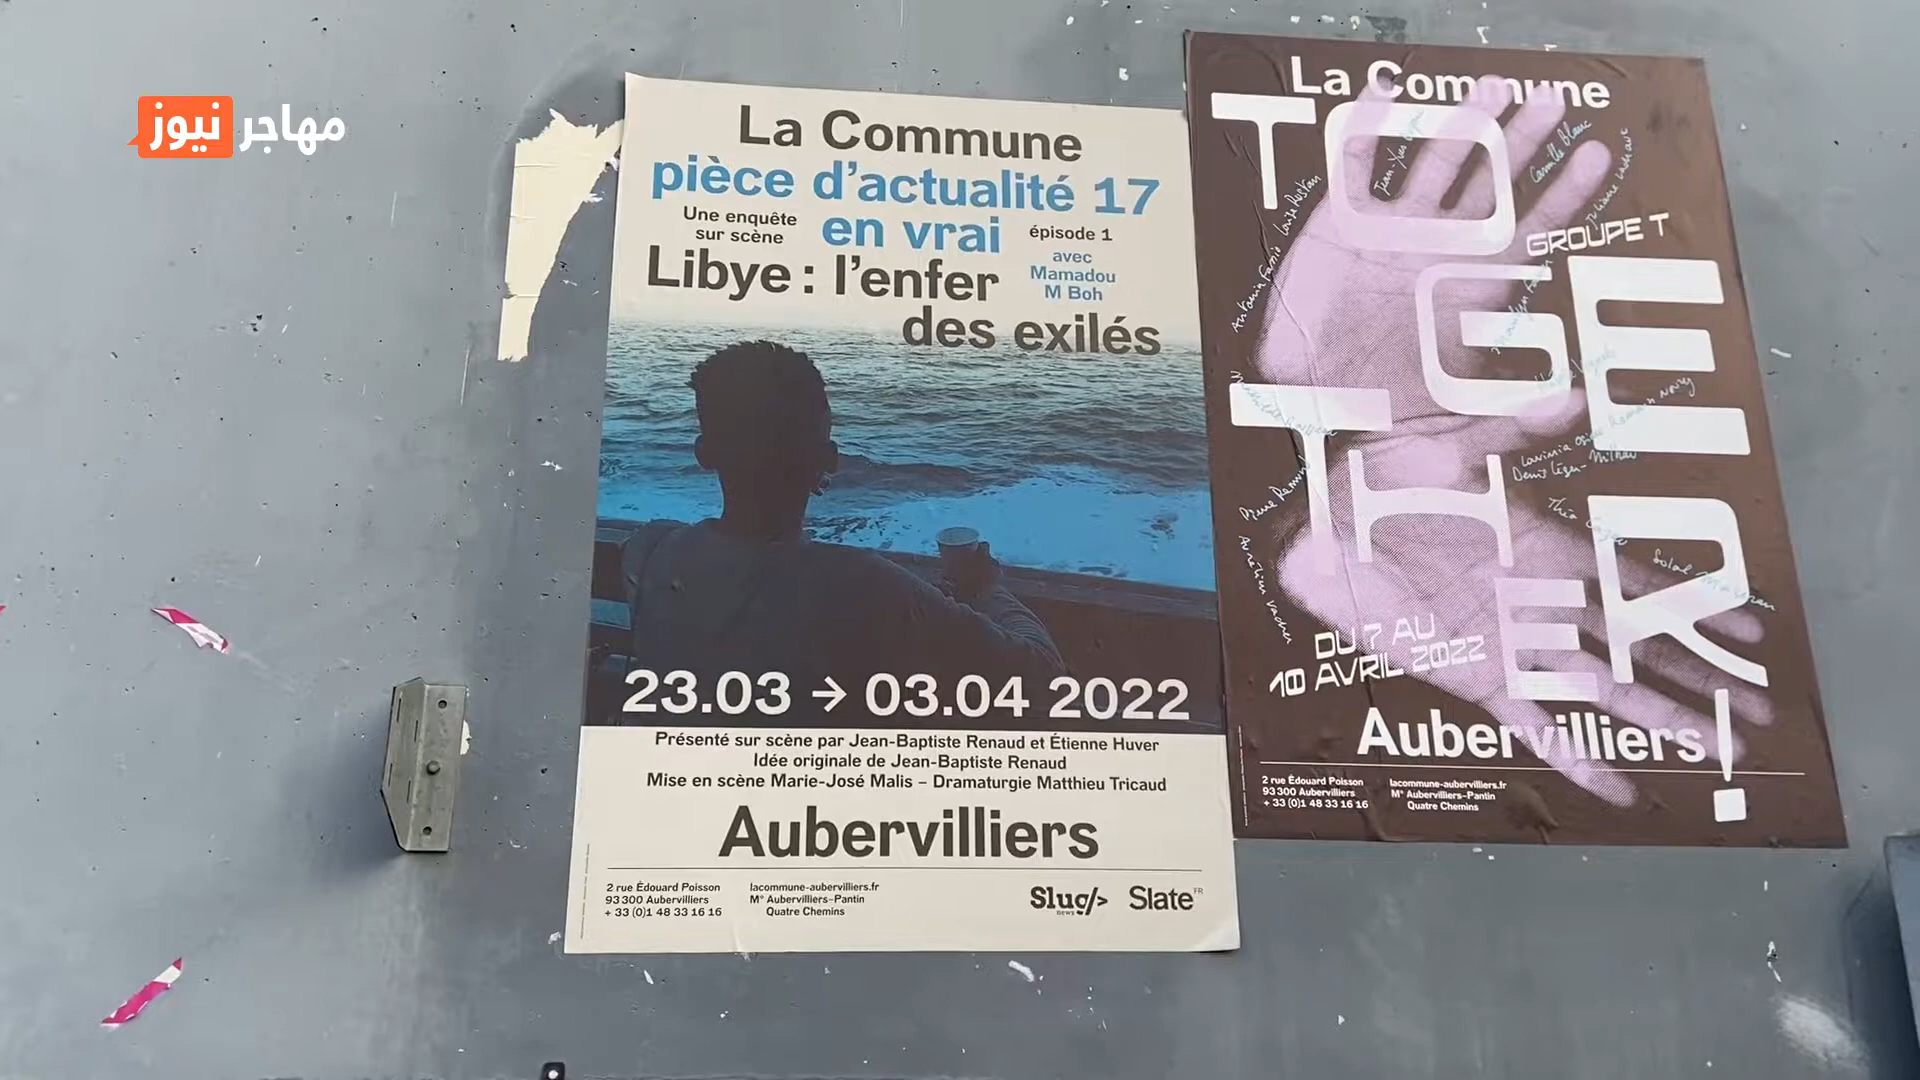 مهاجر نيوز
La Commune
pièce d'actualité 17
Une enquête
sur scène
en vrai
épisode 1
Libye : l'enfer
des exilés
avec
Mamadou
M Boh
23.03 → 03.04 2022
Présenté sur scène par Jean-Baptiste Renaud et Étienne Huver
Idée originale de Jean-Baptiste Renaud
Mise en scène Marie-José Malis – Dramaturgie Matthieu Tricaud
Aubervilliers
2 rue Édouard Poisson
93300 Aubervilliers
+ 33 (0)1 48 33 16 16
lacommune-aubervilliers.fr
M° Aubervilliers-Pantin
Quatre Chemins
Slug/>
news
Slate FR
La Commune
TOGETHER!
GROUPE T
Camille Blanc
DU 7 AU
10 AVRIL 2022
Aubervilliers
2 rue Édouard Poisson
93300 Aubervilliers
+ 33 (0)1 48 33 16 16
lacommune-aubervilliers.fr
M° Aubervilliers-Pantin
Quatre Chemins